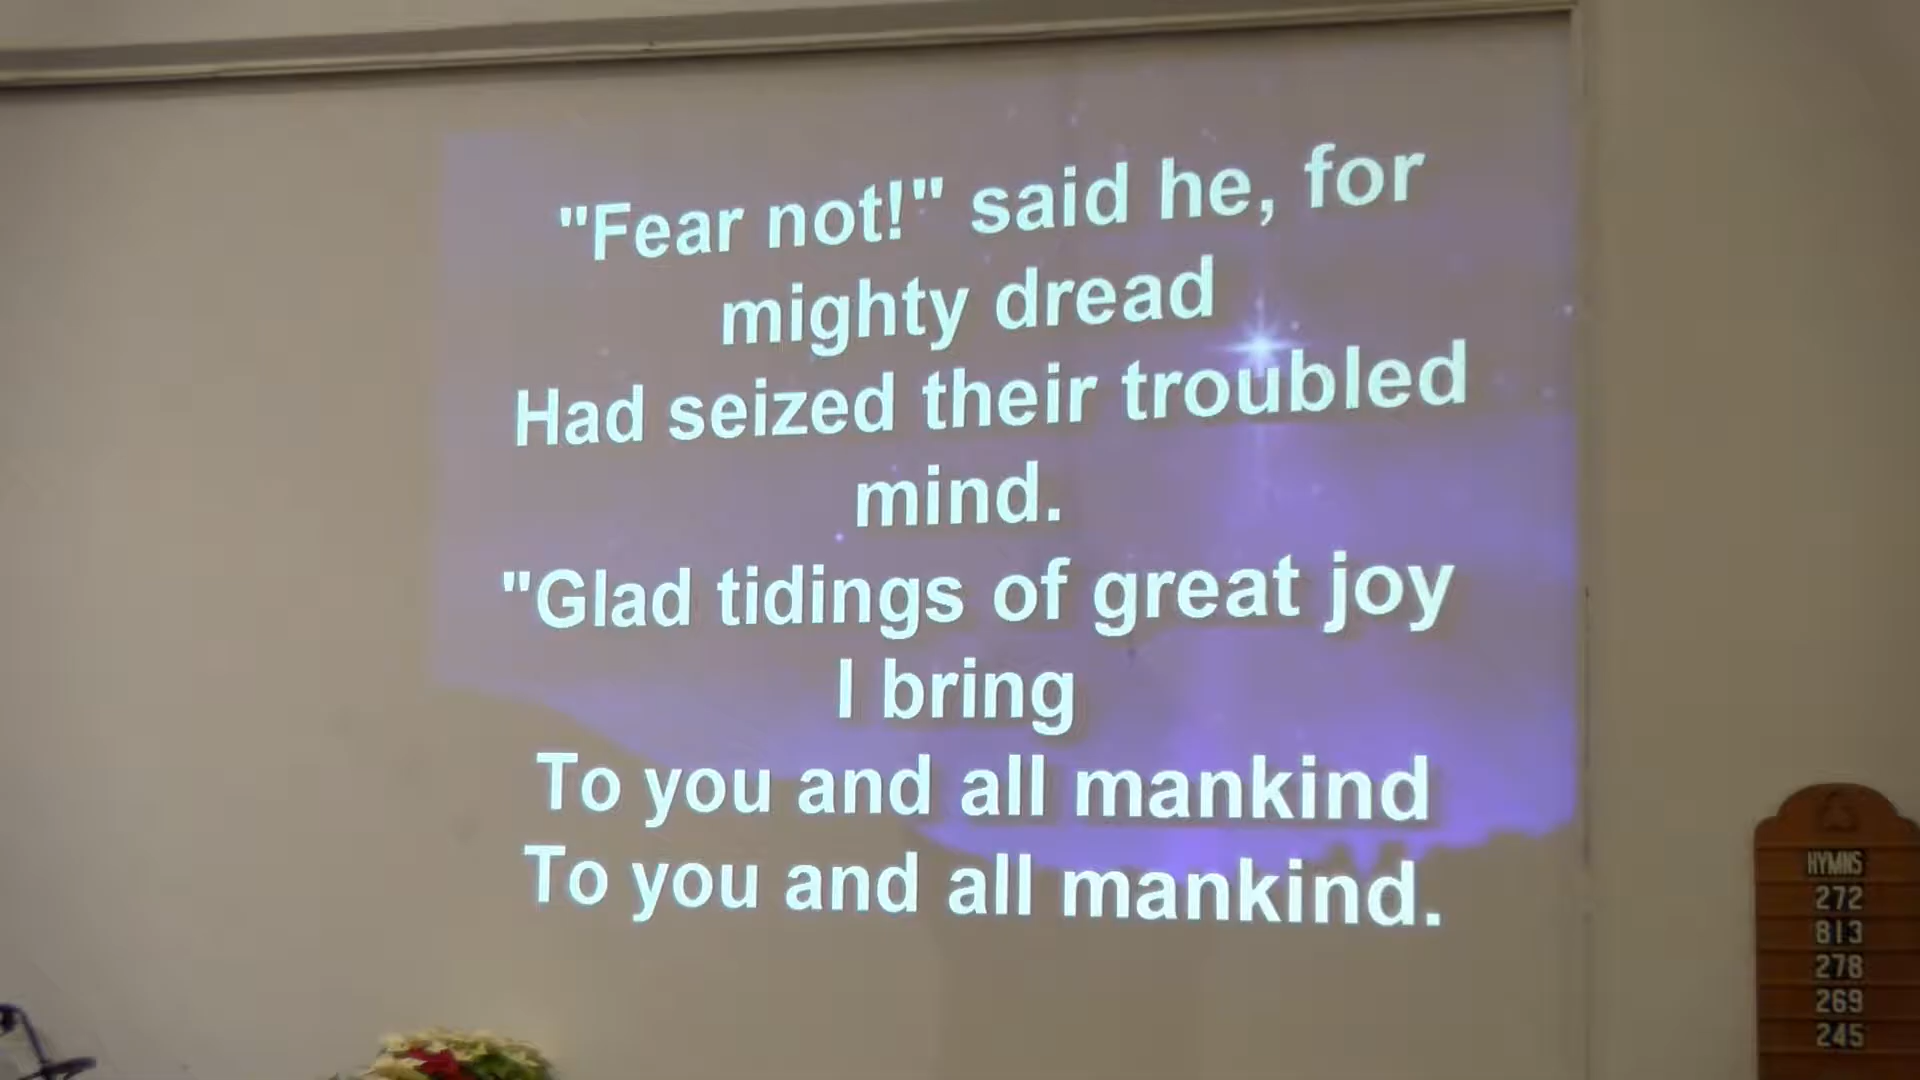 "Fear not!" said he, for
mighty dread
Had seized their troubled
mind.
"Glad tidings of great joy
I bring
To you and all mankind
To you and all mankind.
HYMNS
272
813
278
269
245